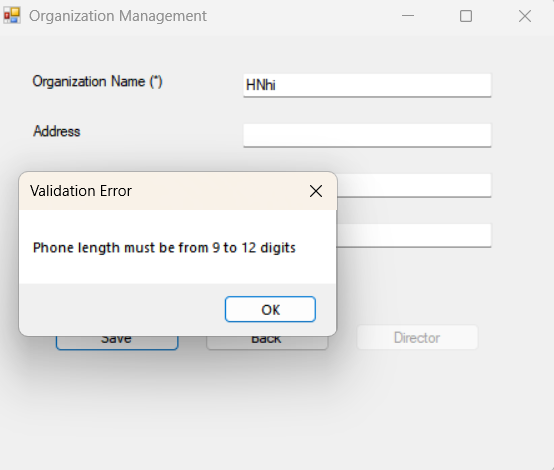 Organization Management
Organization Name (*)
HNhi
Address
Validation Error
Phone length must be from 9 to 12 digits
OK
Save
Back
Director